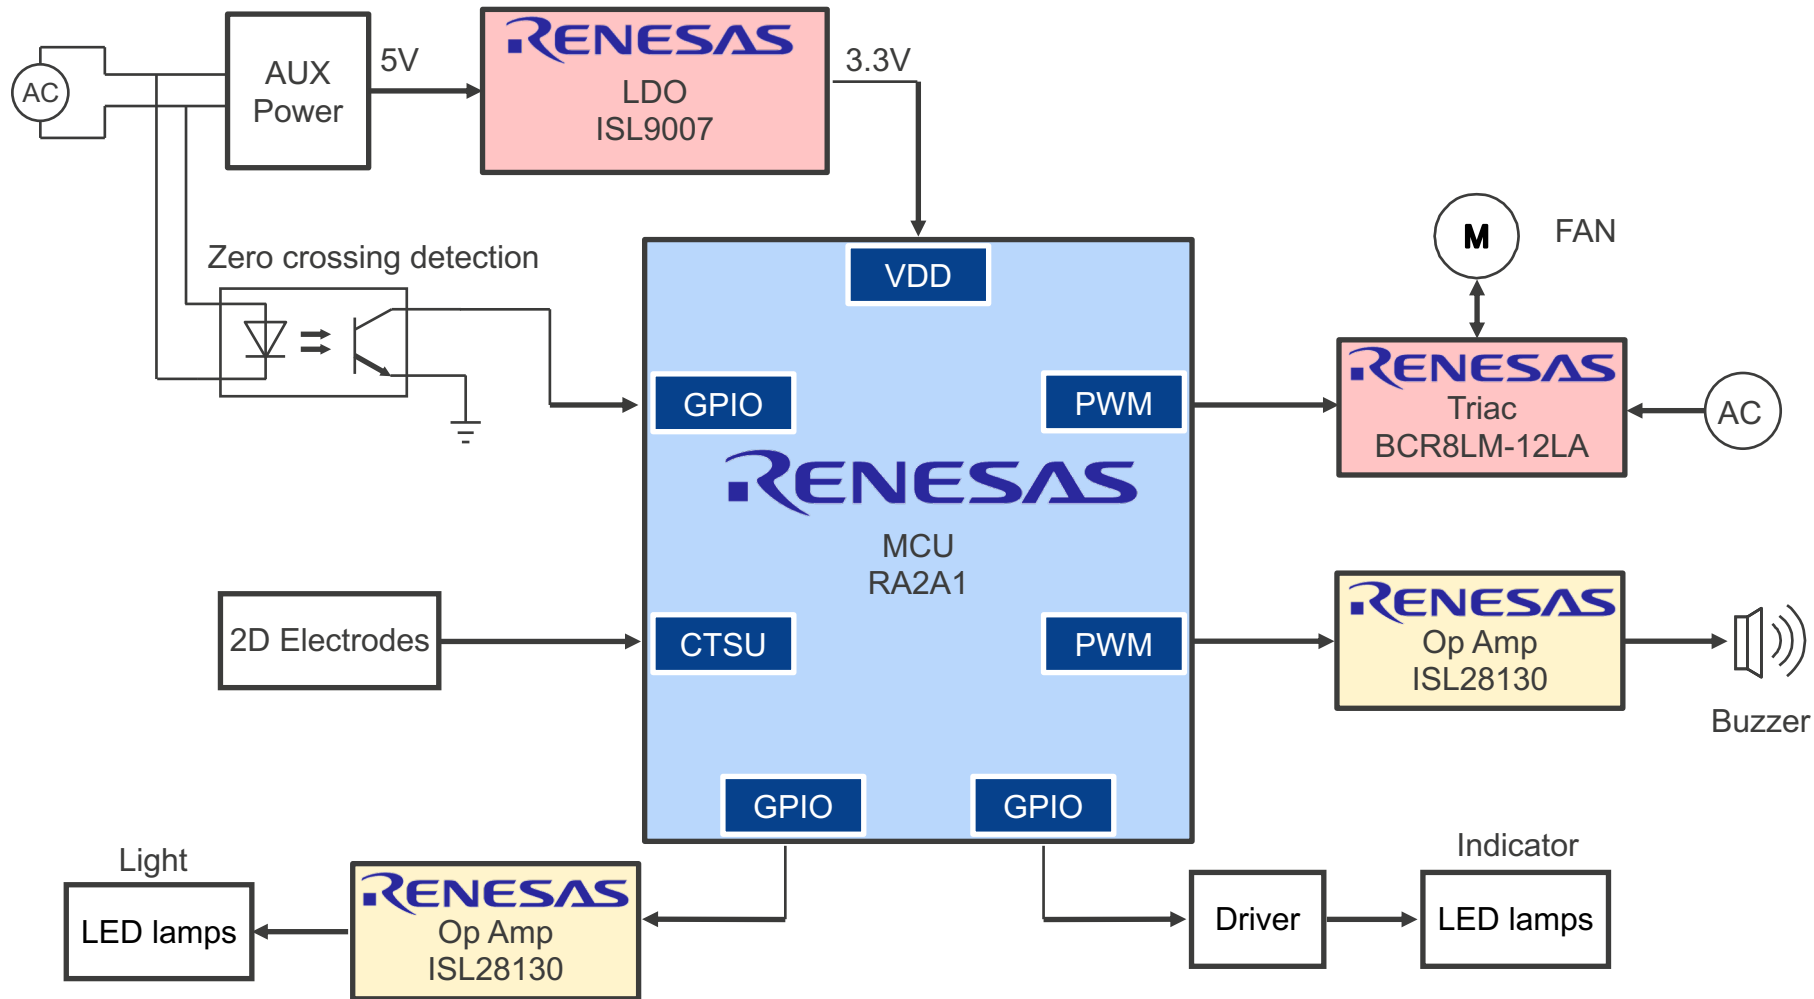 AC
AUX
Power
5V
RENESAS
LDO
ISL9007
3.3V
Zero crossing detection
VDD
M
FAN
GPIO
PWM
RENESAS
Triac
BCR8LM-12LA
AC
RENESAS
MCU
RA2A1
2D Electrodes
CTSU
PWM
RENESAS
Op Amp
ISL28130
Buzzer
GPIO
GPIO
Light
LED lamps
RENESAS
Op Amp
ISL28130
Driver
Indicator
LED lamps